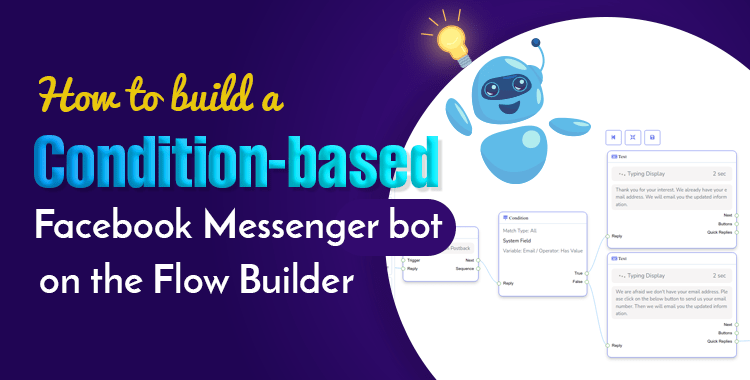 How to build a
Condition-based
Facebook Messenger bot
on the Flow Builder
Postback
Trigger
Next
Reply
Sequence
Condition
Match Type: All
System Field
Variable: Email / Operator: Has Value
True
False
Reply
Text
Typing Display
2 sec
Thank you for your interest. We already have your e
mail address. We will email you the updated inform
ation.
Next
Buttons
Quick Replies
Reply
Text
Typing Display
2 sec
We are afraid we don't have your email address. Ple
ase click on the below button to send us your email
number. Then we will email you the updated inform
ation.
Next
Buttons
Quick Replies
Reply